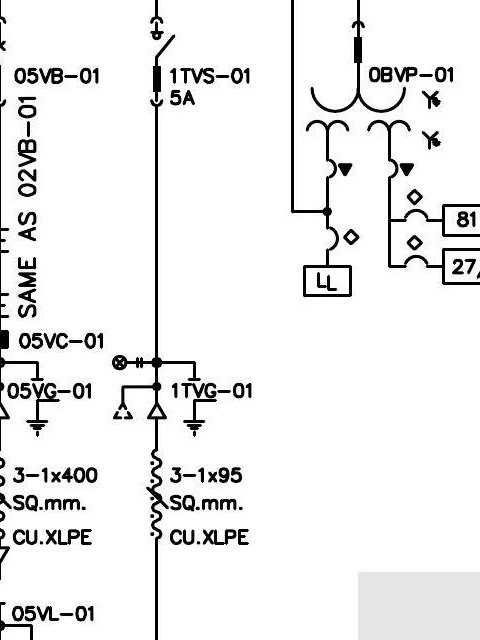 05VB-01
SAME AS 02VB-01
05VC-01
05VG-01
3-1x400
SQ.mm.
CU.XLPE
05VL-01
1TVS-01
5A
1TVG-01
3-1x95
SQ.mm.
CU.XLPE
0BVP-01
81
27
LL